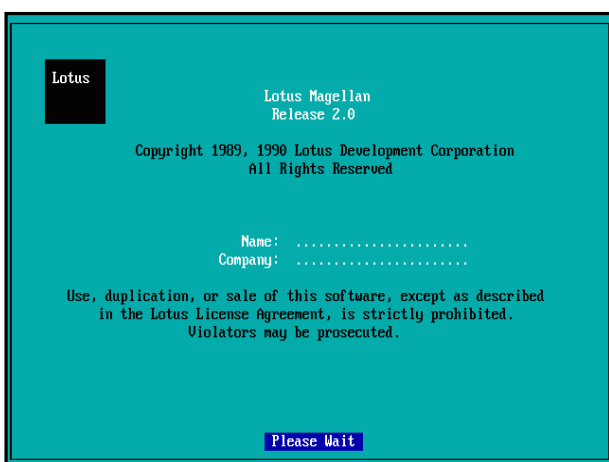 Lotus
Lotus Magellan
Release 2.0
Copyright 1989, 1990 Lotus Development Corporation
All Rights Reserved
Name: .......................
Company: .......................
Use, duplication, or sale of this software, except as described
in the Lotus License Agreement, is strictly prohibited.
Violators may be prosecuted.
Please Wait